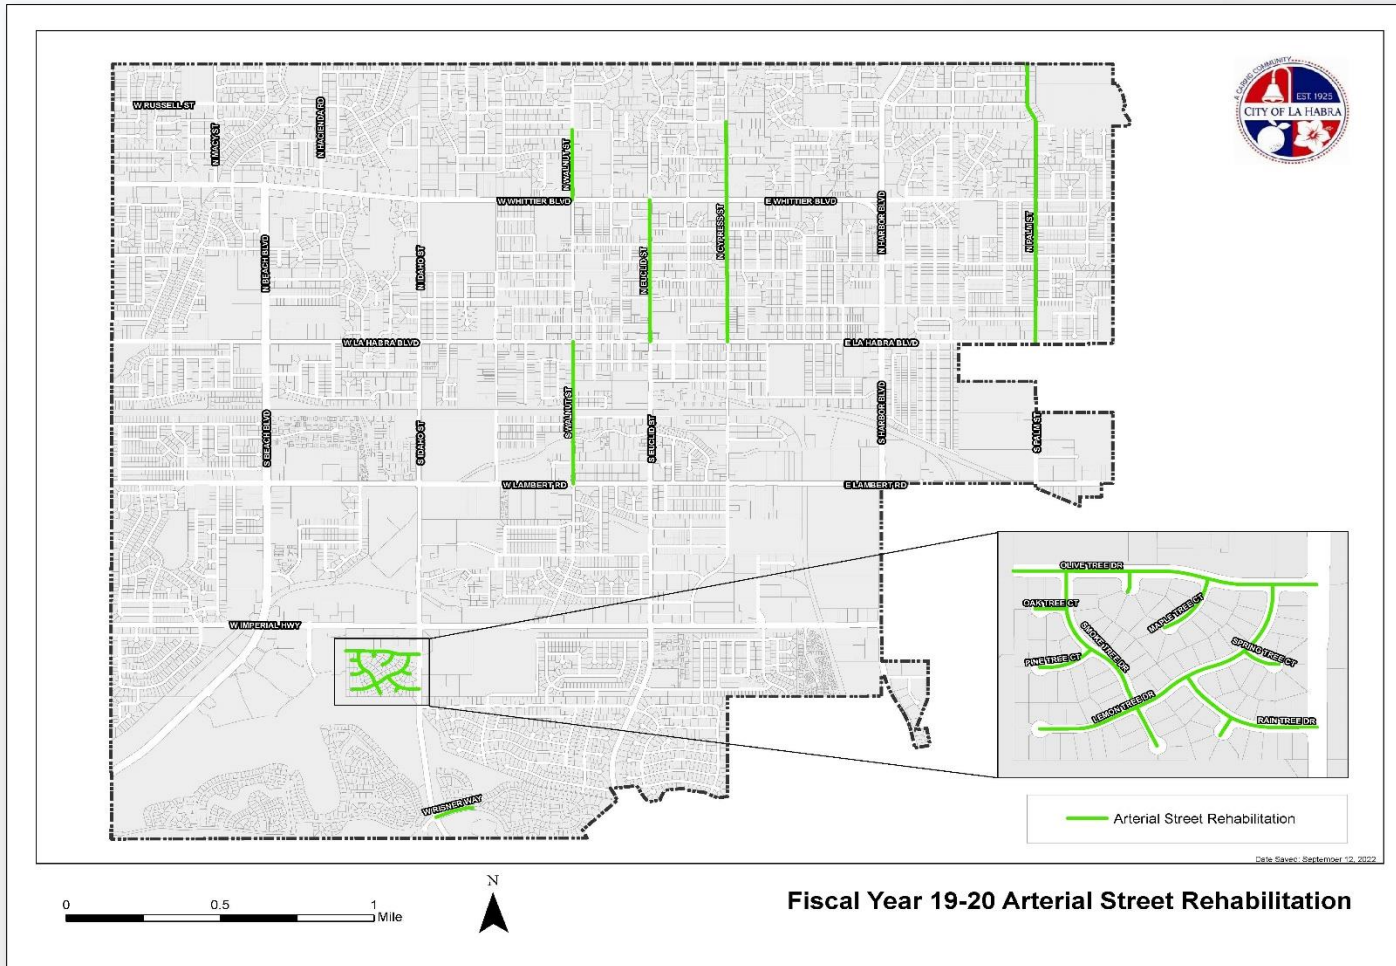 A CARING COMMUNITY
EST. 1925
CITY OF LA HABRA
W RUSSELL ST
N MACY ST
N HACIENDA RD
N WALNUT ST
W WHITTIER BLVD
E WHITTIER BLVD
N BEACH BLVD
N IDAHO ST
N EUCLID ST
N CYPRESS ST
N HARBOR BLVD
N PALM ST
W LA HABRA BLVD
E LA HABRA BLVD
S BEACH BLVD
S IDAHO ST
S WALNUT ST
S EUCLID ST
S HARBOR BLVD
S PALM ST
W LAMBERT RD
E LAMBERT RD
W IMPERIAL HWY
W RISNER WAY
OLIVE TREE DR
OAK TREE CT
MAPLE TREE CT
SMOKE TREE DR
SPRING TREE CT
PINE TREE CT
LEMON TREE DR
RAIN TREE DR
Arterial Street Rehabilitation
Date Saved: September 12, 2022
0 0.5 1
Mile
N
Fiscal Year 19-20 Arterial Street Rehabilitation